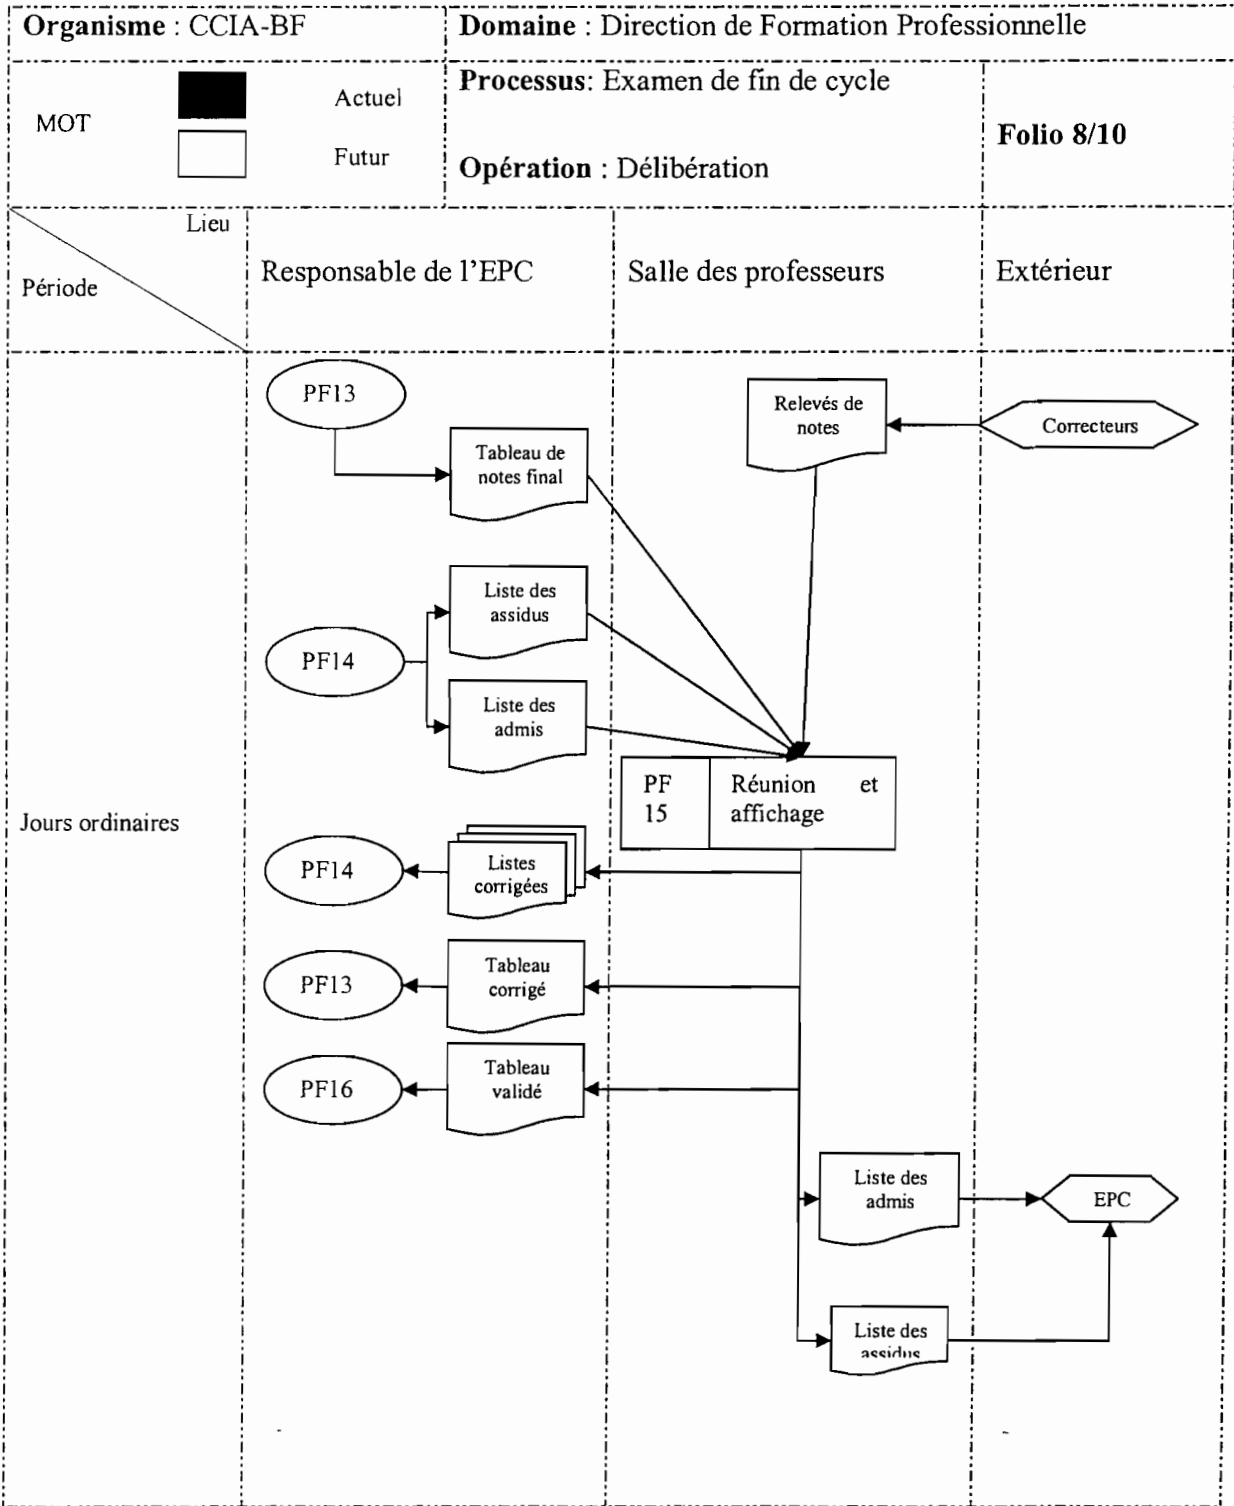 Organisme : CCIA-BF
Domaine : Direction de Formation Professionnelle
MOT
Actuel
Futur
Processus: Examen de fin de cycle
Opération : Délibération
Folio 8/10
Lieu
Période
Responsable de l'EPC
Salle des professeurs
Extérieur
Jours ordinaires
PF13
Tableau de
notes final
Relevés de
notes
Correcteurs
PF14
Liste des
assidus
Liste des
admis
PF
15
Réunion et
affichage
PF14
Listes
corrigées
PF13
Tableau
corrigé
PF16
Tableau
validé
Liste des
admis
EPC
Liste des
assidus